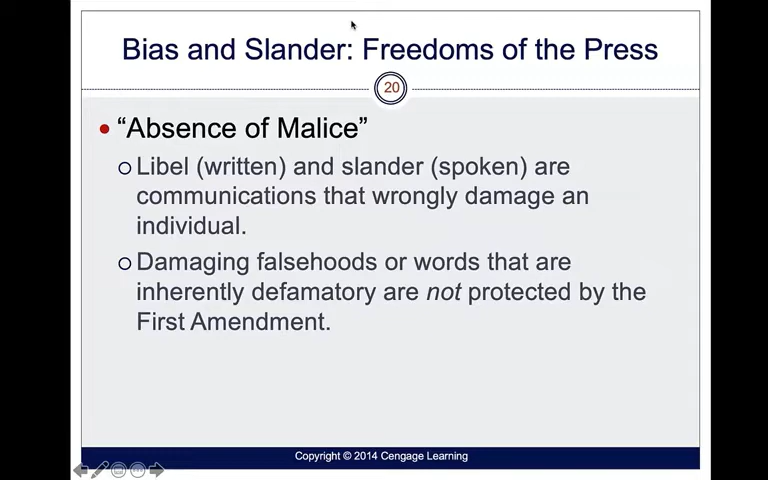 Bias and Slander: Freedoms of the Press
20
“Absence of Malice”
Libel (written) and slander (spoken) are
communications that wrongly damage an
individual.
Damaging falsehoods or words that are
inherently defamatory are not protected by the
First Amendment.
Copyright © 2014 Cengage Learning